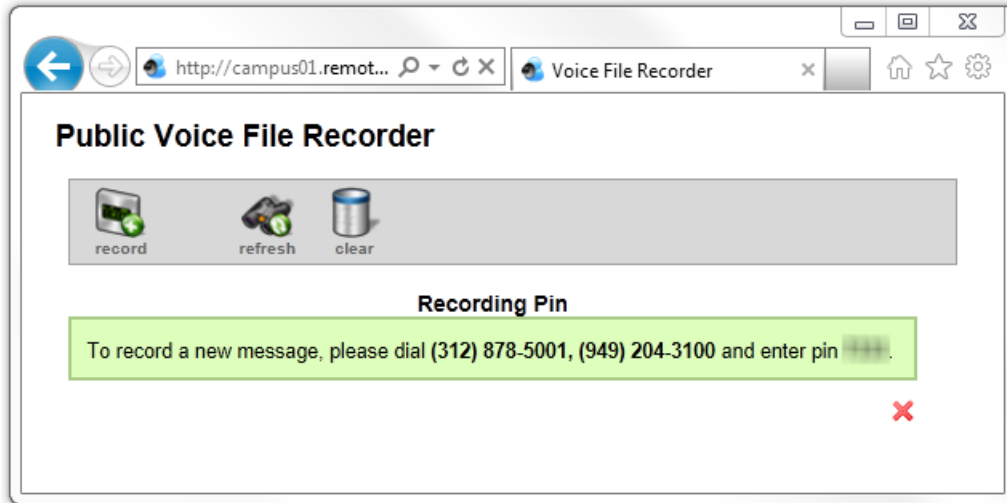 http://campus01.remot...
Voice File Recorder
Public Voice File Recorder
record
refresh
clear
Recording Pin
To record a new message, please dial (312) 878-5001, (949) 204-3100 and enter pin .